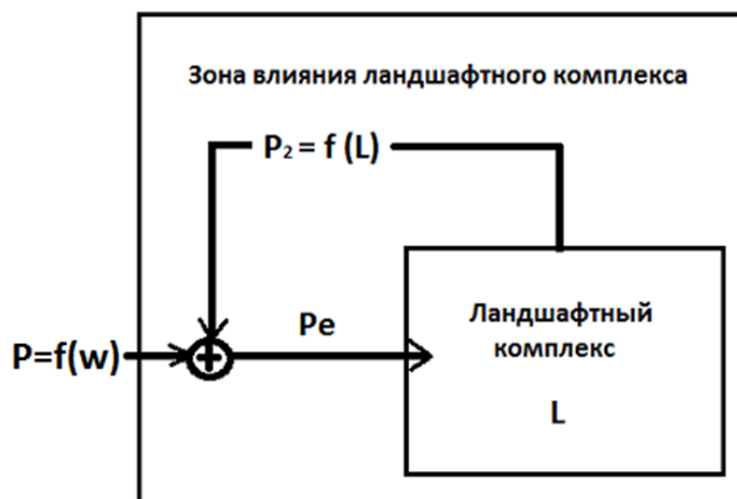 Зона влияния ландшафтного комплекса
P₂ = f (L)
Pe
P=f(w)
Ландшафтный
комплекс
L